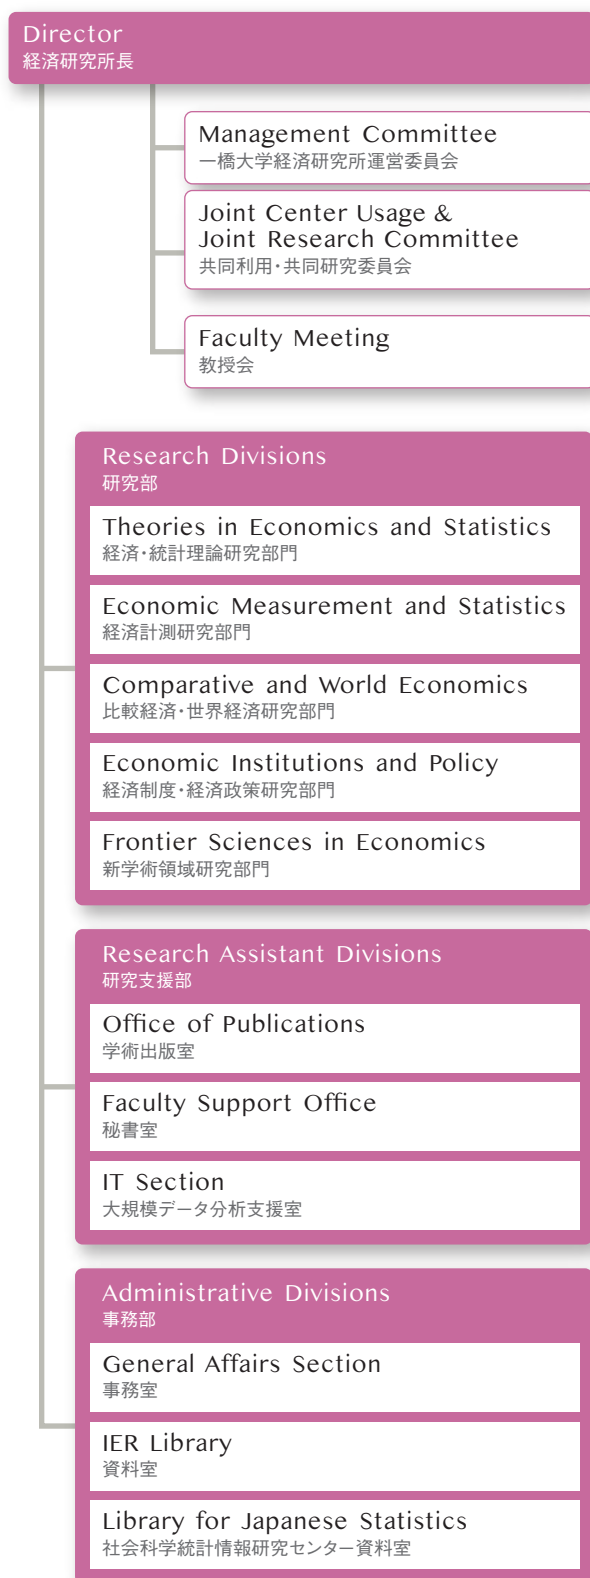 Director
経済研究所長
Management Committee
一橋大学経済研究所運営委員会
Joint Center Usage &
Joint Research Committee
共同利用・共同研究委員会
Faculty Meeting
教授会
Research Divisions
研究部
Theories in Economics and Statistics
経済・統計理論研究部門
Economic Measurement and Statistics
経済計測研究部門
Comparative and World Economics
比較経済・世界経済研究部門
Economic Institutions and Policy
経済制度・経済政策研究部門
Frontier Sciences in Economics
新学術領域研究部門
Research Assistant Divisions
研究支援部
Office of Publications
学術出版室
Faculty Support Office
秘書室
IT Section
大規模データ分析支援室
Administrative Divisions
事務部
General Affairs Section
事務室
IER Library
資料室
Library for Japanese Statistics
社会科学統計情報研究センター資料室